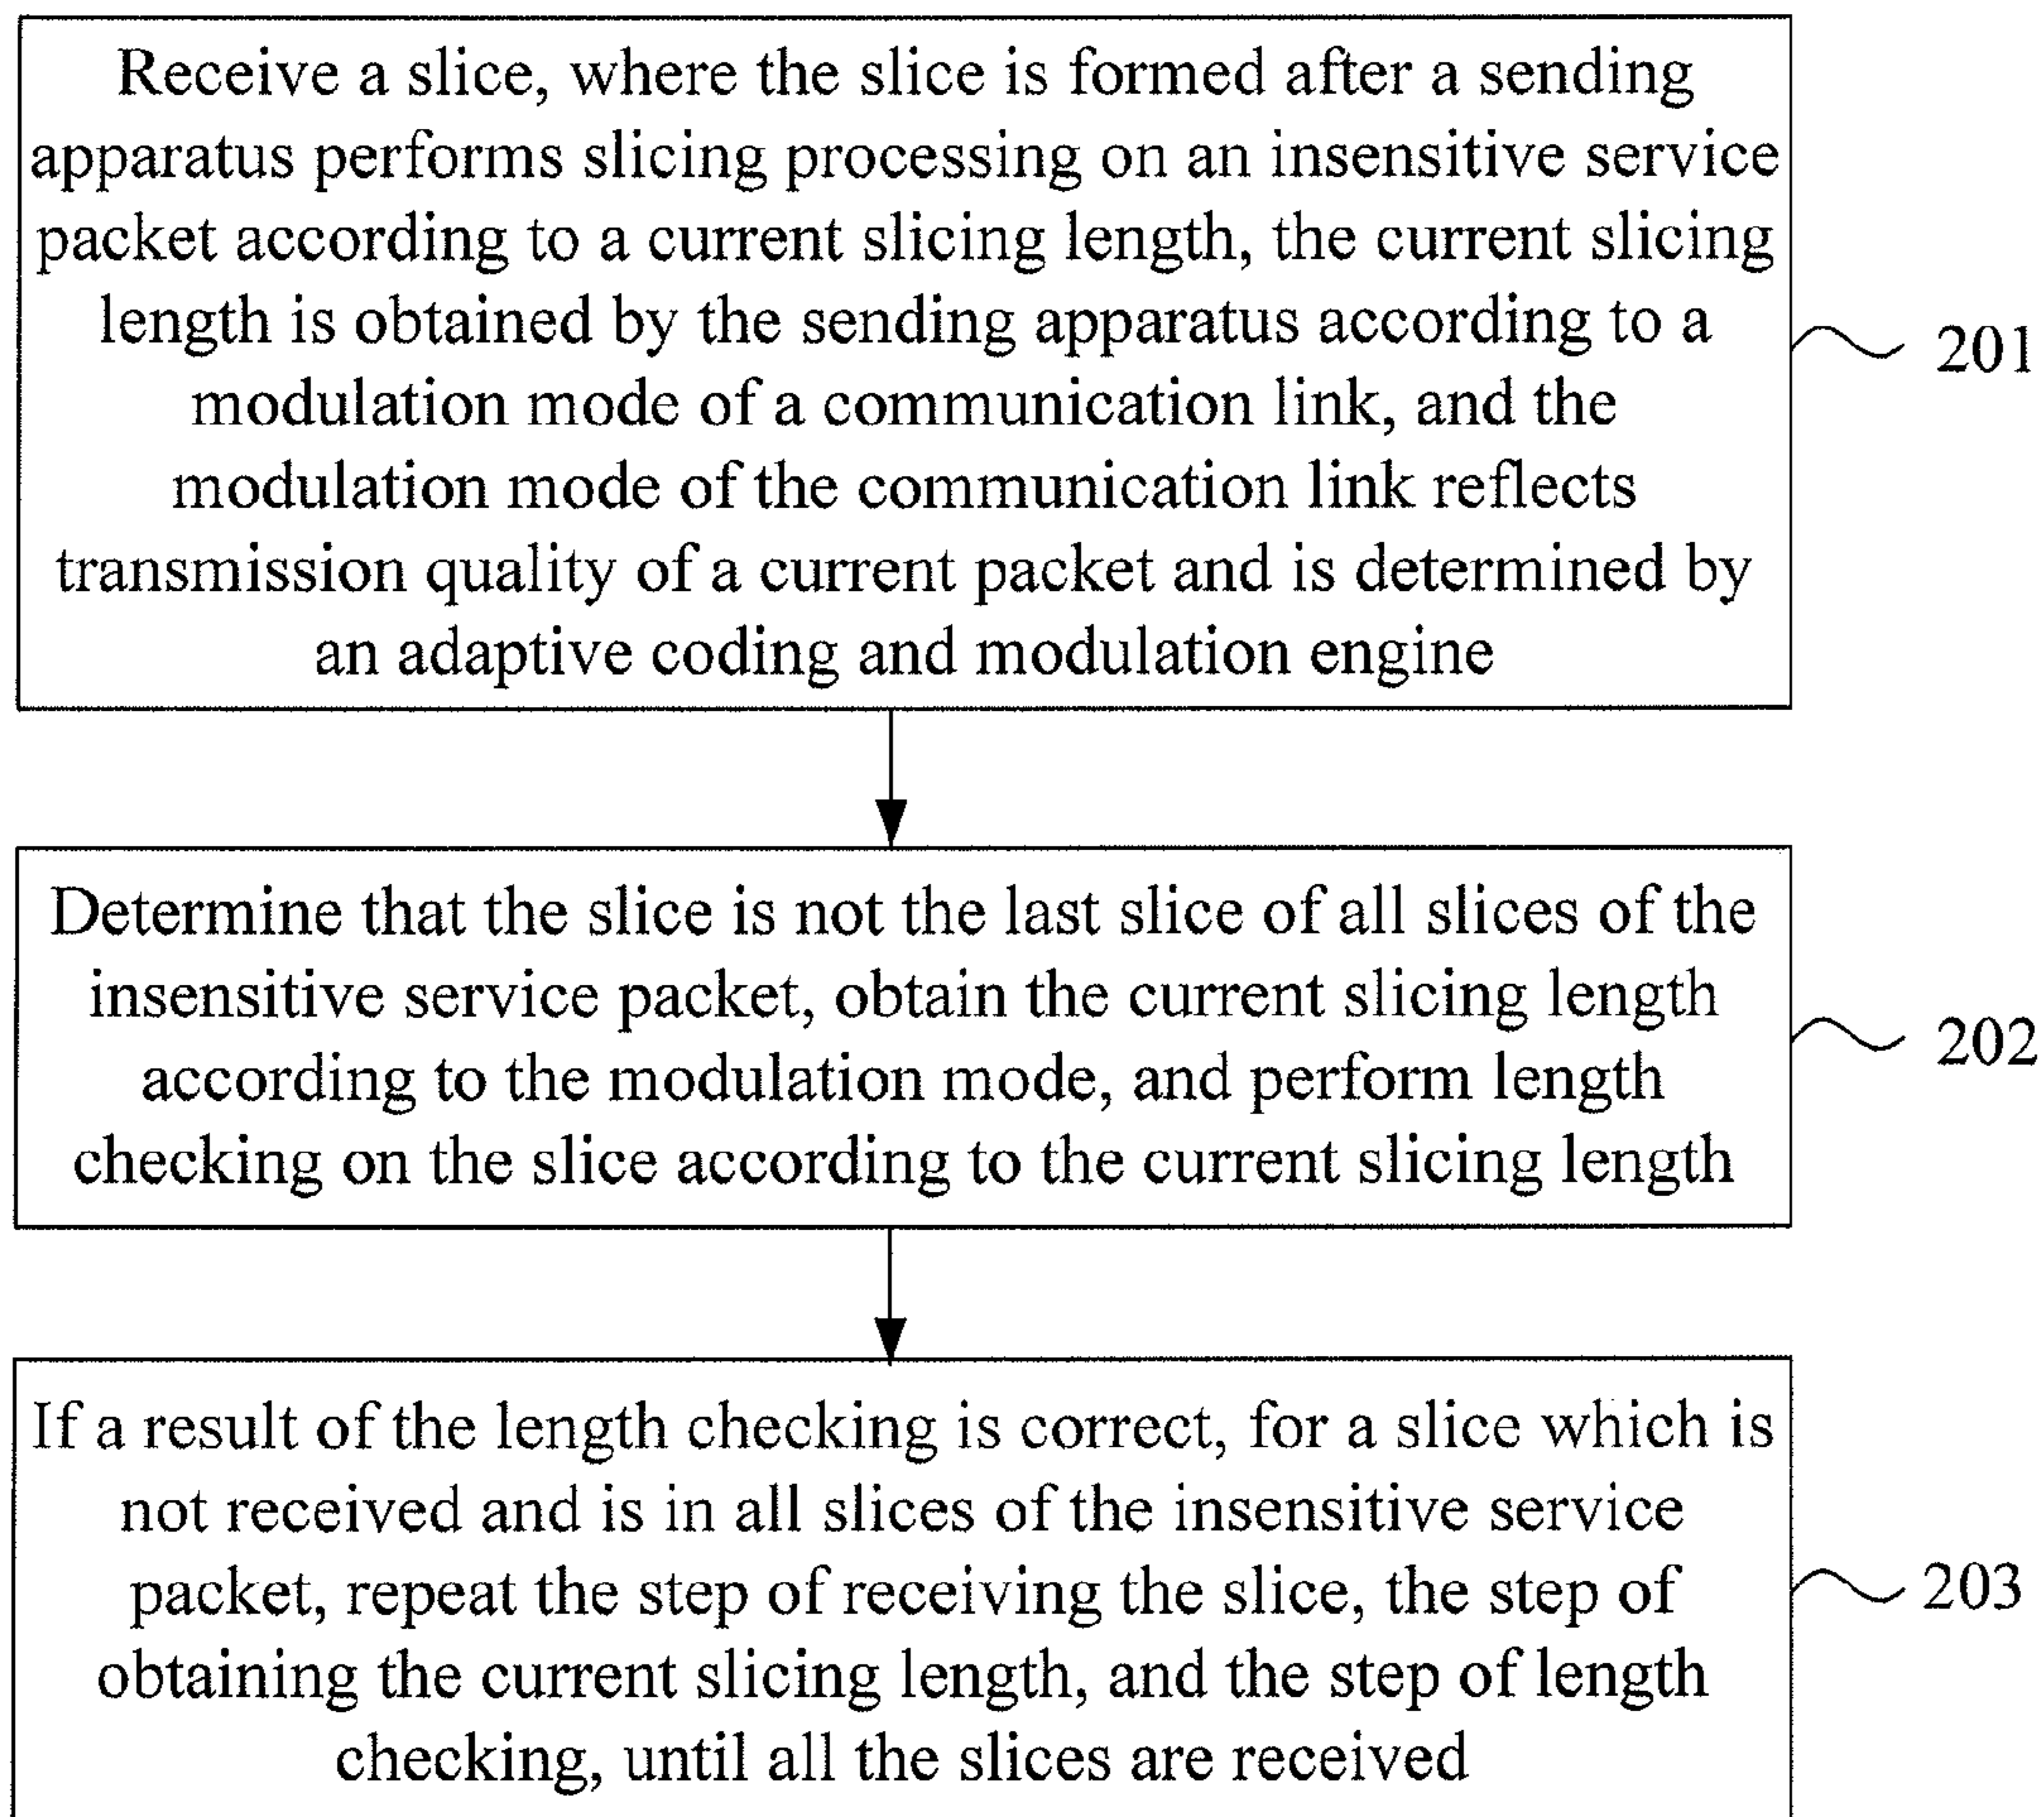 Receive a slice, where the slice is formed after a sending
apparatus performs slicing processing on an insensitive service
packet according to a current slicing length, the current slicing
length is obtained by the sending apparatus according to a
modulation mode of a communication link, and the
modulation mode of the communication link reflects
transmission quality of a current packet and is determined by
an adaptive coding and modulation engine
201
Determine that the slice is not the last slice of all slices of the
insensitive service packet, obtain the current slicing length
according to the modulation mode, and perform length
checking on the slice according to the current slicing length
202
If a result of the length checking is correct, for a slice which is
not received and is in all slices of the insensitive service
packet, repeat the step of receiving the slice, the step of
obtaining the current slicing length, and the step of length
checking, until all the slices are received
203